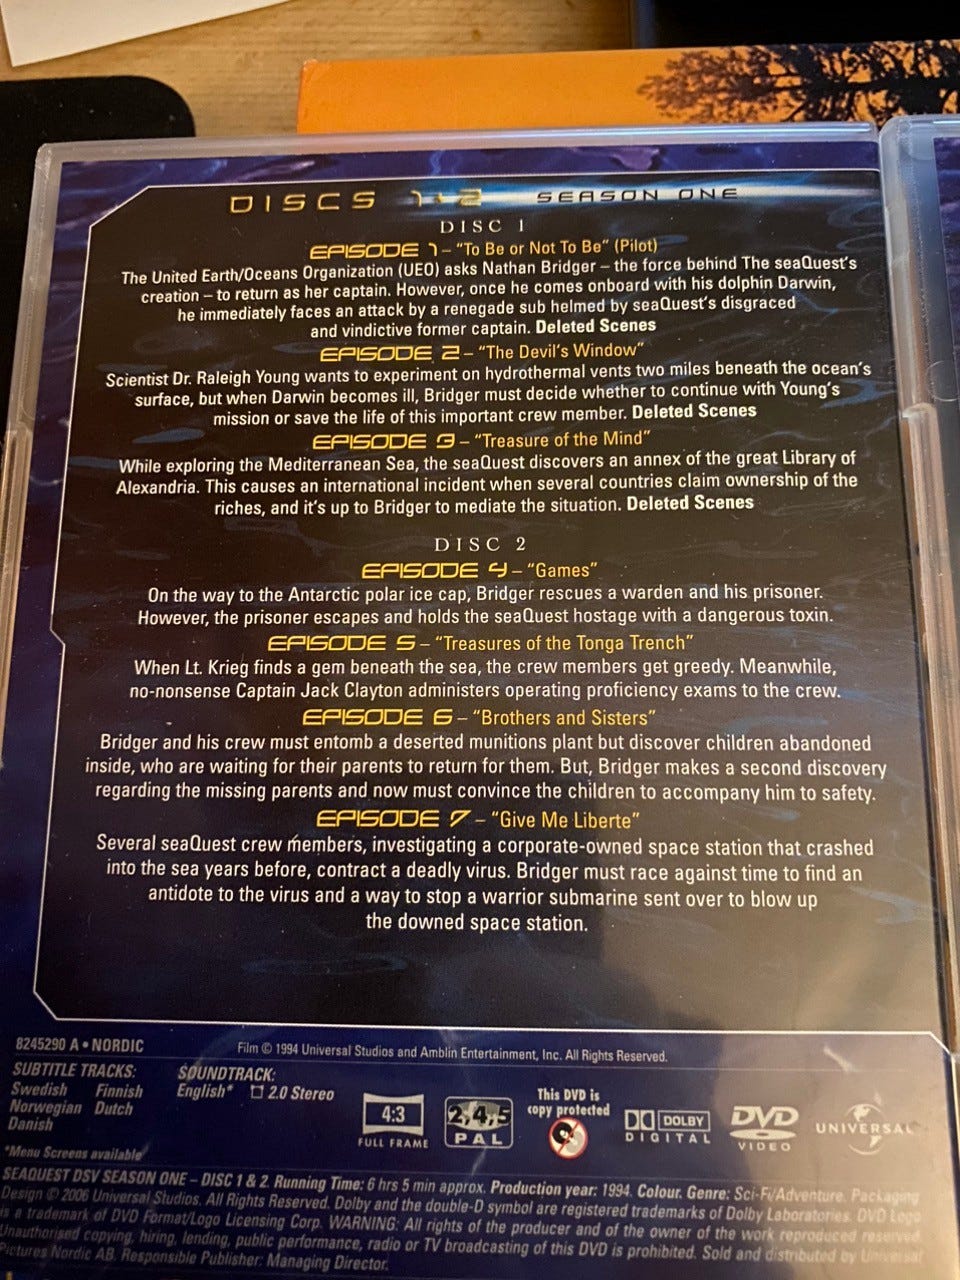 DISCS 1+2 SEASON ONE
DISC 1
EPISODE 1 – "To Be or Not To Be" (Pilot)
The United Earth/Oceans Organization (UEO) asks Nathan Bridger – the force behind The seaQuest's
creation – to return as her captain. However, once he comes onboard with his dolphin Darwin,
he immediately faces an attack by a renegade sub helmed by seaQuest's disgraced
and vindictive former captain. Deleted Scenes
EPISODE 2 – "The Devil's Window"
Scientist Dr. Raleigh Young wants to experiment on hydrothermal vents two miles beneath the ocean's
surface, but when Darwin becomes ill, Bridger must decide whether to continue with Young's
mission or save the life of this important crew member. Deleted Scenes
EPISODE 3 – "Treasure of the Mind"
While exploring the Mediterranean Sea, the seaQuest discovers an annex of the great Library of
Alexandria. This causes an international incident when several countries claim ownership of the
riches, and it's up to Bridger to mediate the situation. Deleted Scenes
DISC 2
EPISODE 4 – "Games"
On the way to the Antarctic polar ice cap, Bridger rescues a warden and his prisoner.
However, the prisoner escapes and holds the seaQuest hostage with a dangerous toxin.
EPISODE 5 – "Treasures of the Tonga Trench"
When Lt. Krieg finds a gem beneath the sea, the crew members get greedy. Meanwhile,
no-nonsense Captain Jack Clayton administers operating proficiency exams to the crew.
EPISODE 6 – "Brothers and Sisters"
Bridger and his crew must entomb a deserted munitions plant but discover children abandoned
inside, who are waiting for their parents to return for them. But, Bridger makes a second discovery
regarding the missing parents and now must convince the children to accompany him to safety.
EPISODE 7 – "Give Me Liberte"
Several seaQuest crew members, investigating a corporate-owned space station that crashed
into the sea years before, contract a deadly virus. Bridger must race against time to find an
antidote to the virus and a way to stop a warrior submarine sent over to blow up
the downed space station.
8245290 A • NORDIC
Film © 1994 Universal Studios and Amblin Entertainment, Inc. All Rights Reserved.
SUBTITLE TRACKS:
Swedish Finnish
Norwegian Dutch
Danish
*Menu Screens available
SOUNDTRACK:
English* 2.0 Stereo
4:3
FULL FRAME
2,4,5
PAL
This DVD is
copy protected
DOLBY
DIGITAL
DVD
VIDEO
UNIVERSAL
SEAQUEST DSV SEASON ONE – DISC 1 & 2. Running Time: 6 hrs 5 min approx. Production year: 1994. Colour. Genre: Sci-Fi/Adventure. Packaging
Design © 2006 Universal Studios. All Rights Reserved. Dolby and the double-D symbol are registered trademarks of Dolby Laboratories. DVD Logo
is a trademark of DVD Format/Logo Licensing Corp. WARNING: All rights of the producer and of the owner of the work reproduced reserved.
Unauthorised copying, hiring, lending, public performance, radio or TV broadcasting of this DVD is prohibited. Sold and distributed by Universal
Pictures Nordic AB. Responsible Publisher: Managing Director.